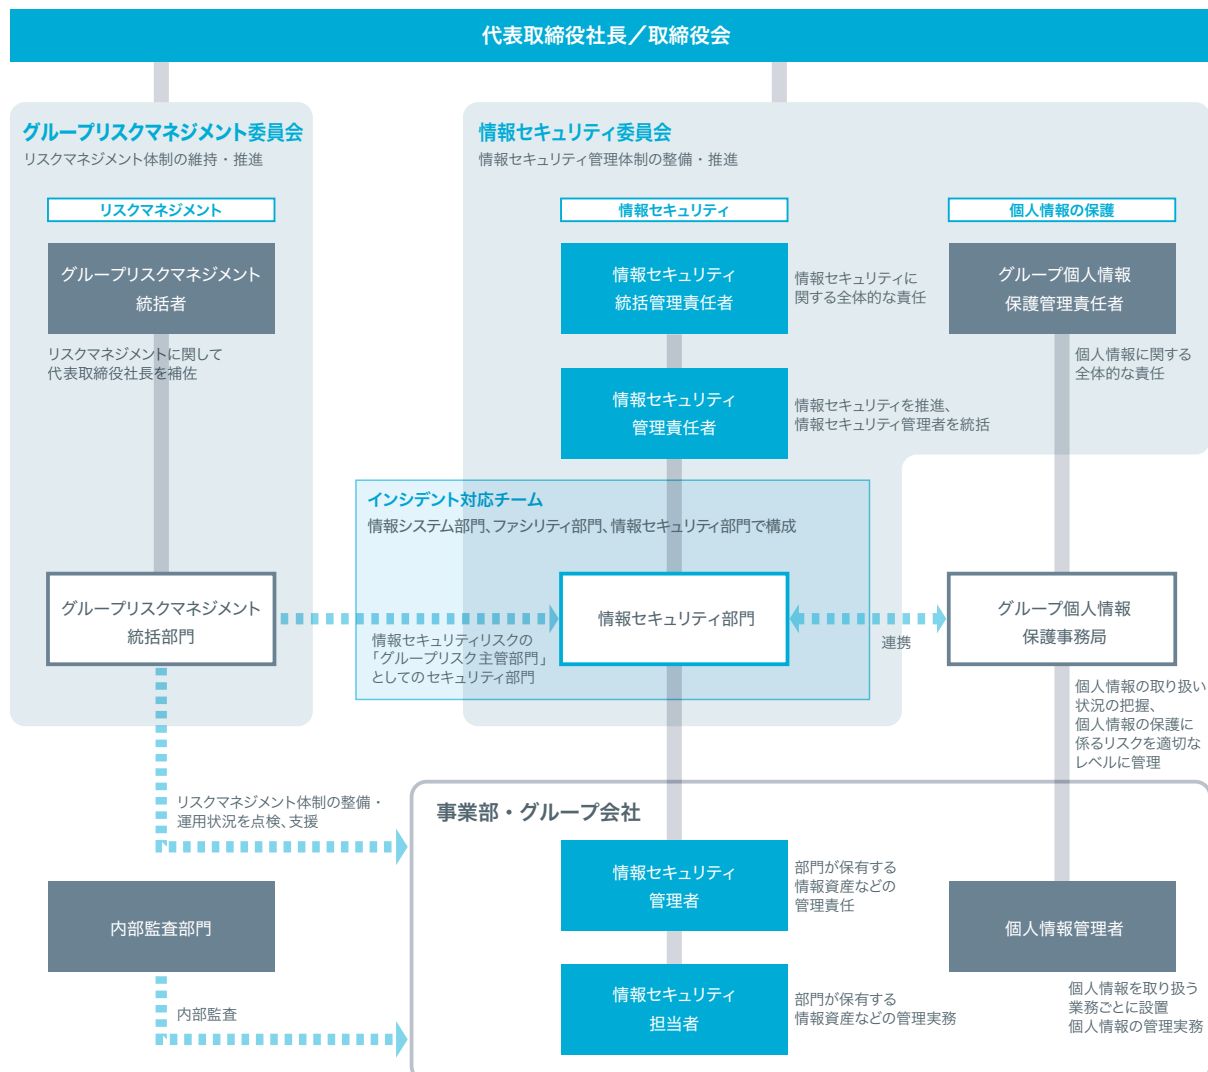 代表取締役社長／取締役会
グループリスクマネジメント委員会
リスクマネジメント体制の維持・推進
リスクマネジメント
グループリスクマネジメント
統括者
リスクマネジメントに関して
代表取締役社長を補佐
グループリスクマネジメント
統括部門
情報セキュリティ委員会
情報セキュリティ管理体制の整備・推進
情報セキュリティ
情報セキュリティ
統括管理責任者
情報セキュリティに
関する全体的な責任
情報セキュリティ
管理責任者
情報セキュリティを推進、
情報セキュリティ管理者を統括
個人情報の保護
グループ個人情報
保護管理責任者
個人情報に関する
全体的な責任
インシデント対応チーム
情報システム部門、ファシリティ部門、情報セキュリティ部門で構成
情報セキュリティ部門
情報セキュリティリスクの
「グループリスク主管部門」
としてのセキュリティ部門
連携
グループ個人情報
保護事務局
個人情報の取り扱い
状況の把握、
個人情報の保護に
係るリスクを適切な
レベルに管理
リスクマネジメント体制の整備・
運用状況を点検、支援
内部監査部門
内部監査
事業部・グループ会社
情報セキュリティ
管理者
部門が保有する
情報資産などの
管理責任
情報セキュリティ
担当者
部門が保有する
情報資産などの管理実務
個人情報管理者
個人情報を取り扱う
業務ごとに設置
個人情報の管理実務